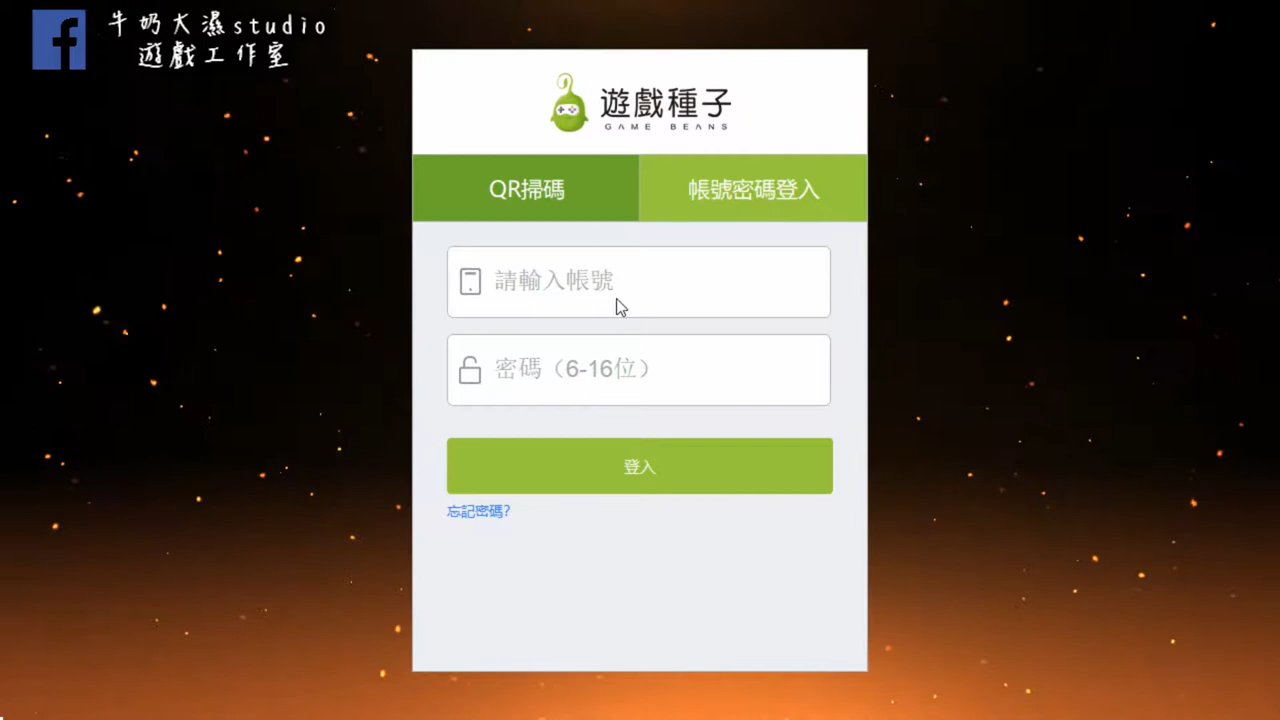 牛奶大濕studio
遊戲工作室
遊戲種子
GAME BEANS
QR掃碼
帳號密碼登入
請輸入帳號
密碼（6-16位）
登入
忘記密碼?